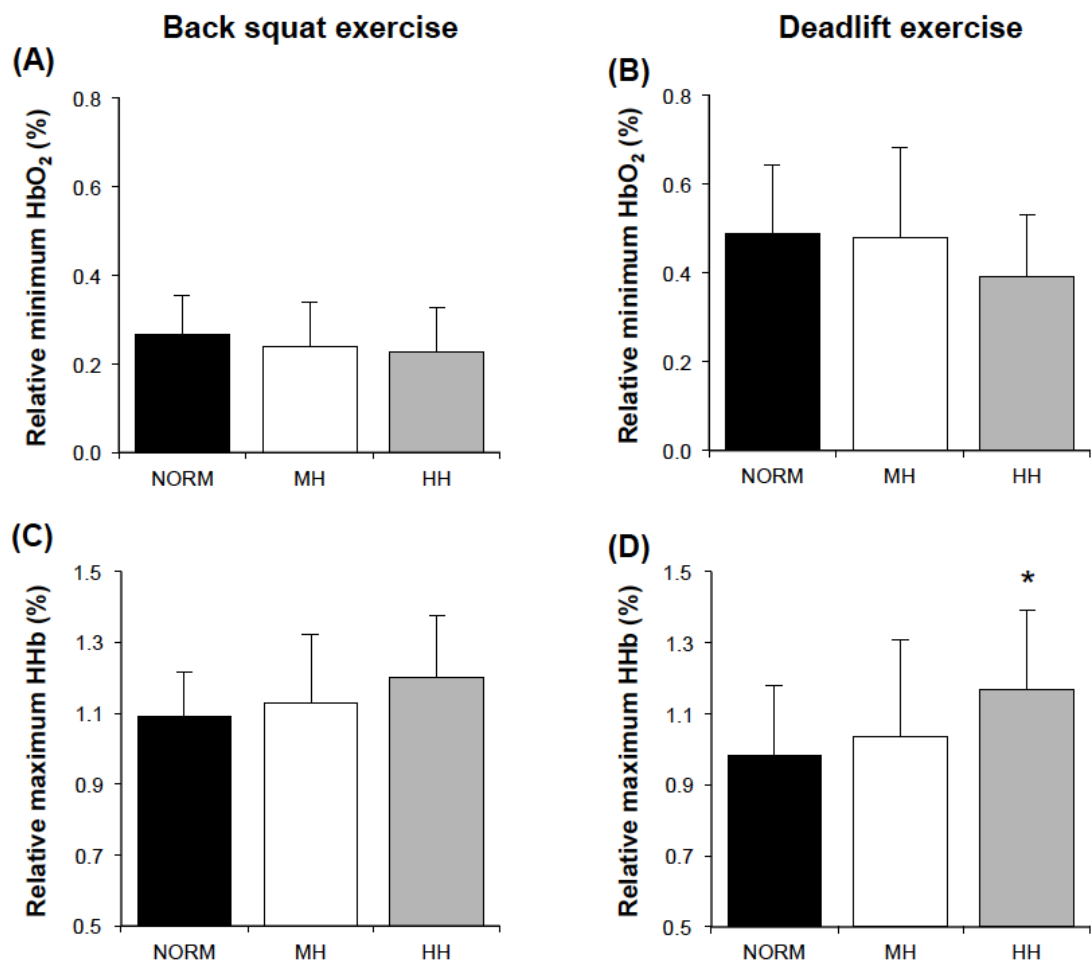 Back squat exercise
Deadlift exercise
(A)
Relative minimum HbO₂ (%)
0.8
0.6
0.4
0.2
0.0
NORM MH HH
(B)
Relative minimum HbO₂ (%)
0.8
0.6
0.4
0.2
0.0
NORM MH HH
(C)
Relative maximum HHb (%)
1.5
1.3
1.1
0.9
0.7
0.5
NORM MH HH
(D)
Relative maximum HHb (%)
1.5
1.3
1.1
0.9
0.7
0.5
*
NORM MH HH